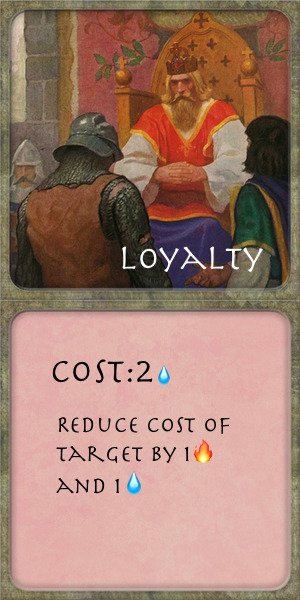 LOYALTY
COST:2💧
REDUCE COST OF
TARGET BY 1🔥
AND 1💧